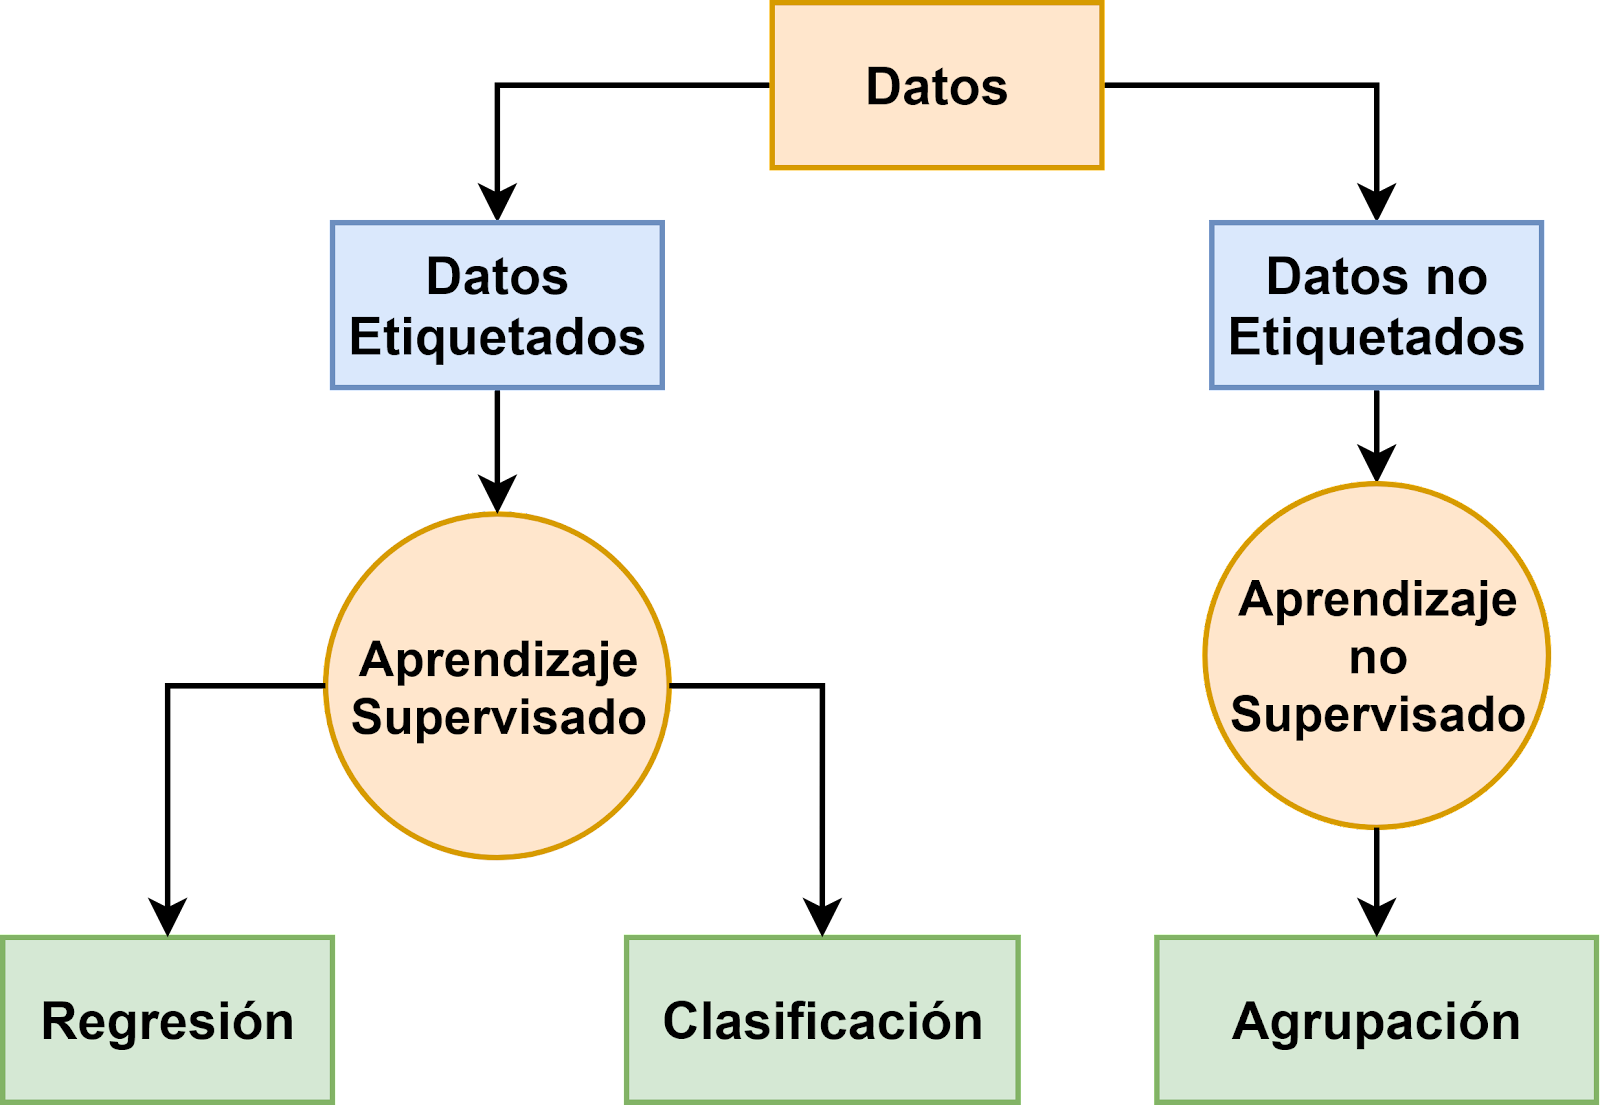 Datos
Datos
Etiquetados
Datos no
Etiquetados
Aprendizaje
Supervisado
Aprendizaje
no
Supervisado
Regresión
Clasificación
Agrupación